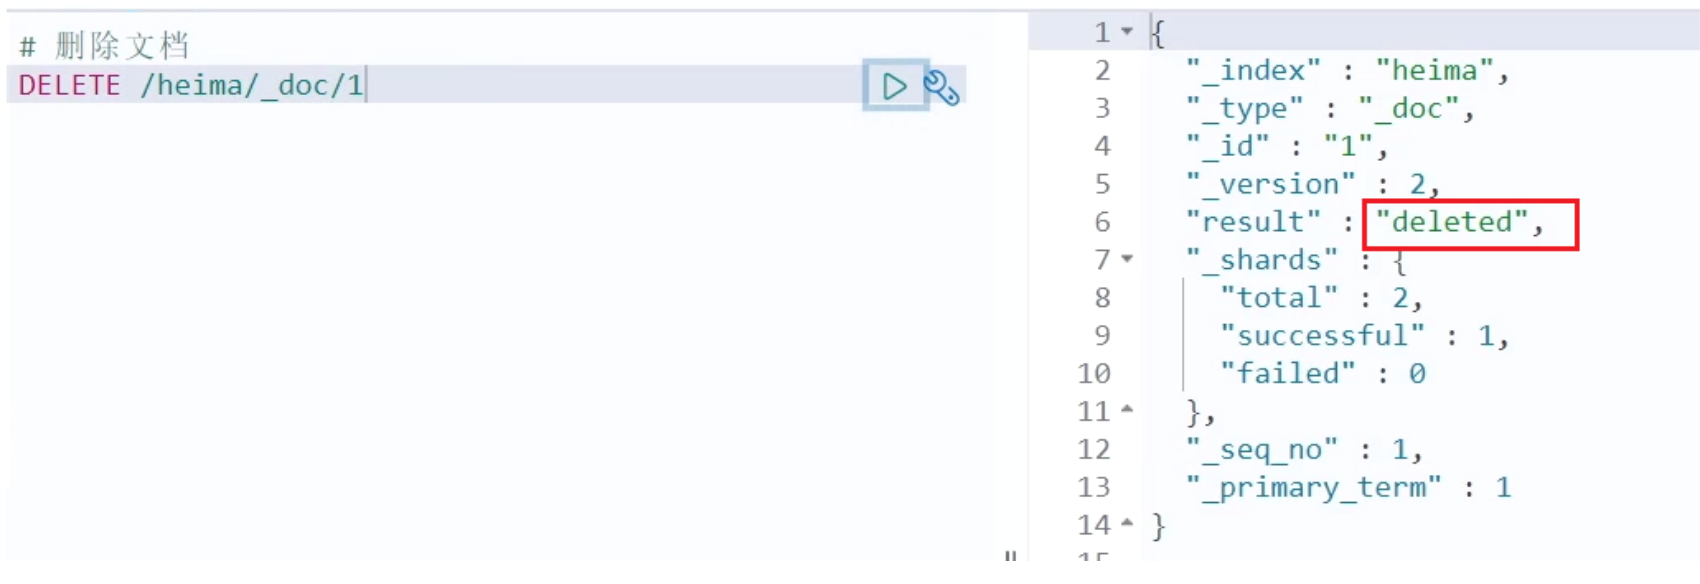 # 删除文档
DELETE /heima/_doc/1
1 {
2 "_index" : "heima",
3 "_type" : "_doc",
4 "_id" : "1",
5 "_version" : 2,
6 "result" : "deleted",
7 "_shards" : {
8 "total" : 2,
9 "successful" : 1,
10 "failed" : 0
11 },
12 "_seq_no" : 1,
13 "_primary_term" : 1
14 }
15